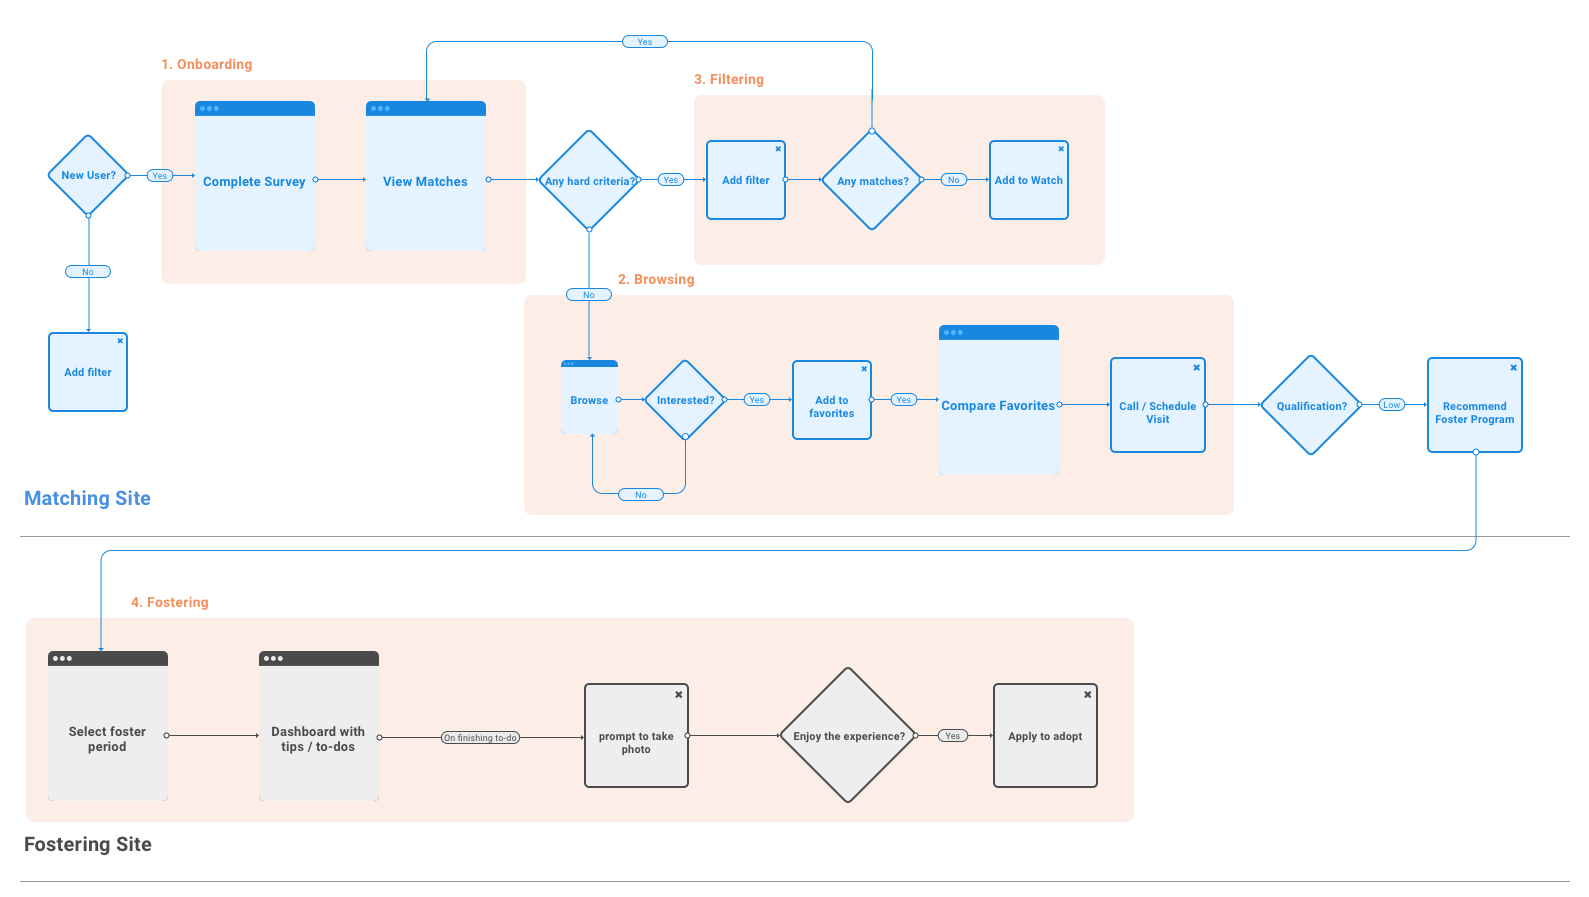 Yes
1. Onboarding
3. Filtering
New User?
Yes
Complete Survey
View Matches
Any hard criteria?
Yes
Add filter
Any matches?
No
Add to Watch
No
2. Browsing
No
Add filter
Browse
Interested?
Yes
Add to
favorites
Yes
Compare Favorites
Call / Schedule
Visit
Qualification?
Low
Recommend
Foster Program
No
Matching Site
4. Fostering
Select foster
period
Dashboard with
tips / to-dos
On finishing to-do
prompt to take
photo
Enjoy the experience?
Yes
Apply to adopt
Fostering Site